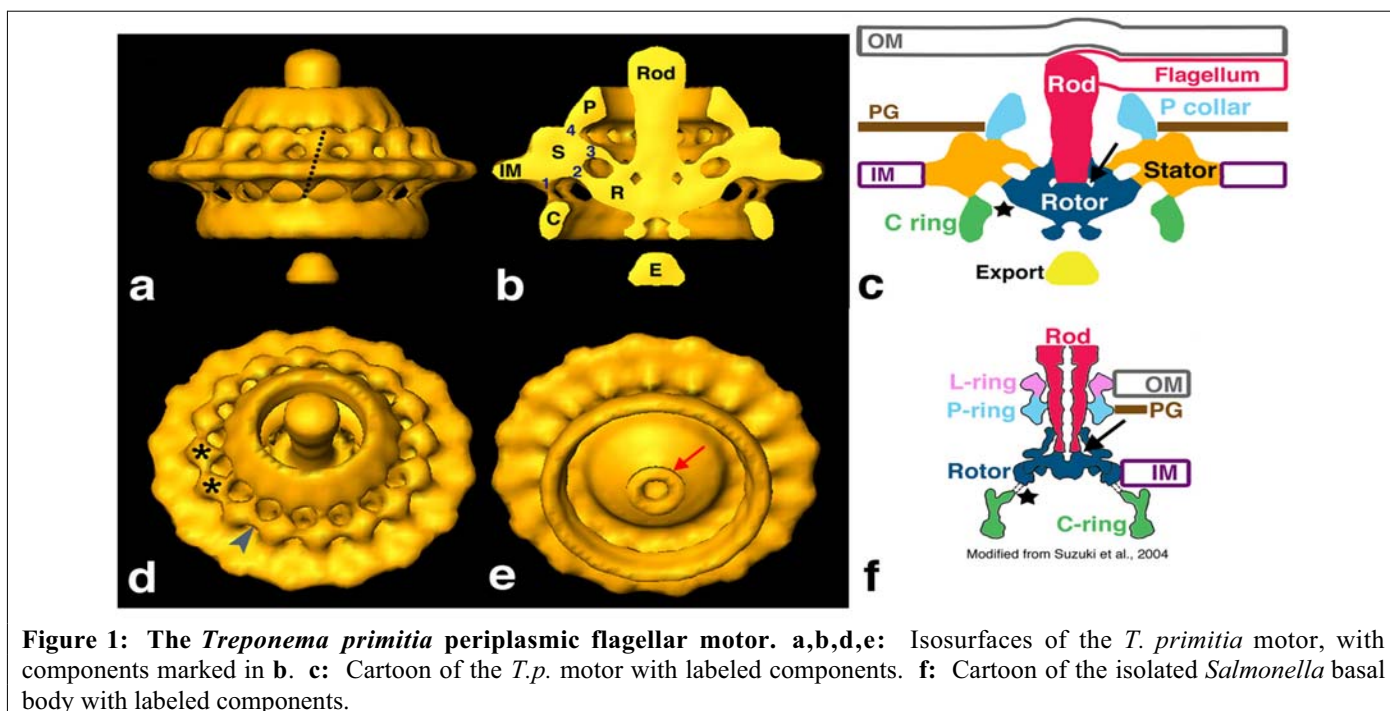 a
b
Rod
P
4
S
3
IM
2
1
R
C
E
c
OM
Flagellum
Rod
PG
P collar
IM
Stator
Rotor
C ring
Export
d
**
e
f
Rod
L-ring
OM
P-ring
PG
Rotor
IM
C-ring
Modified from Suzuki et al., 2004
Figure 1: The Treponema primitia periplasmic flagellar motor. a,b,d,e: Isosurfaces of the T. primitia motor, with
components marked in b. c: Cartoon of the T.p. motor with labeled components. f: Cartoon of the isolated Salmonella basal
body with labeled components.